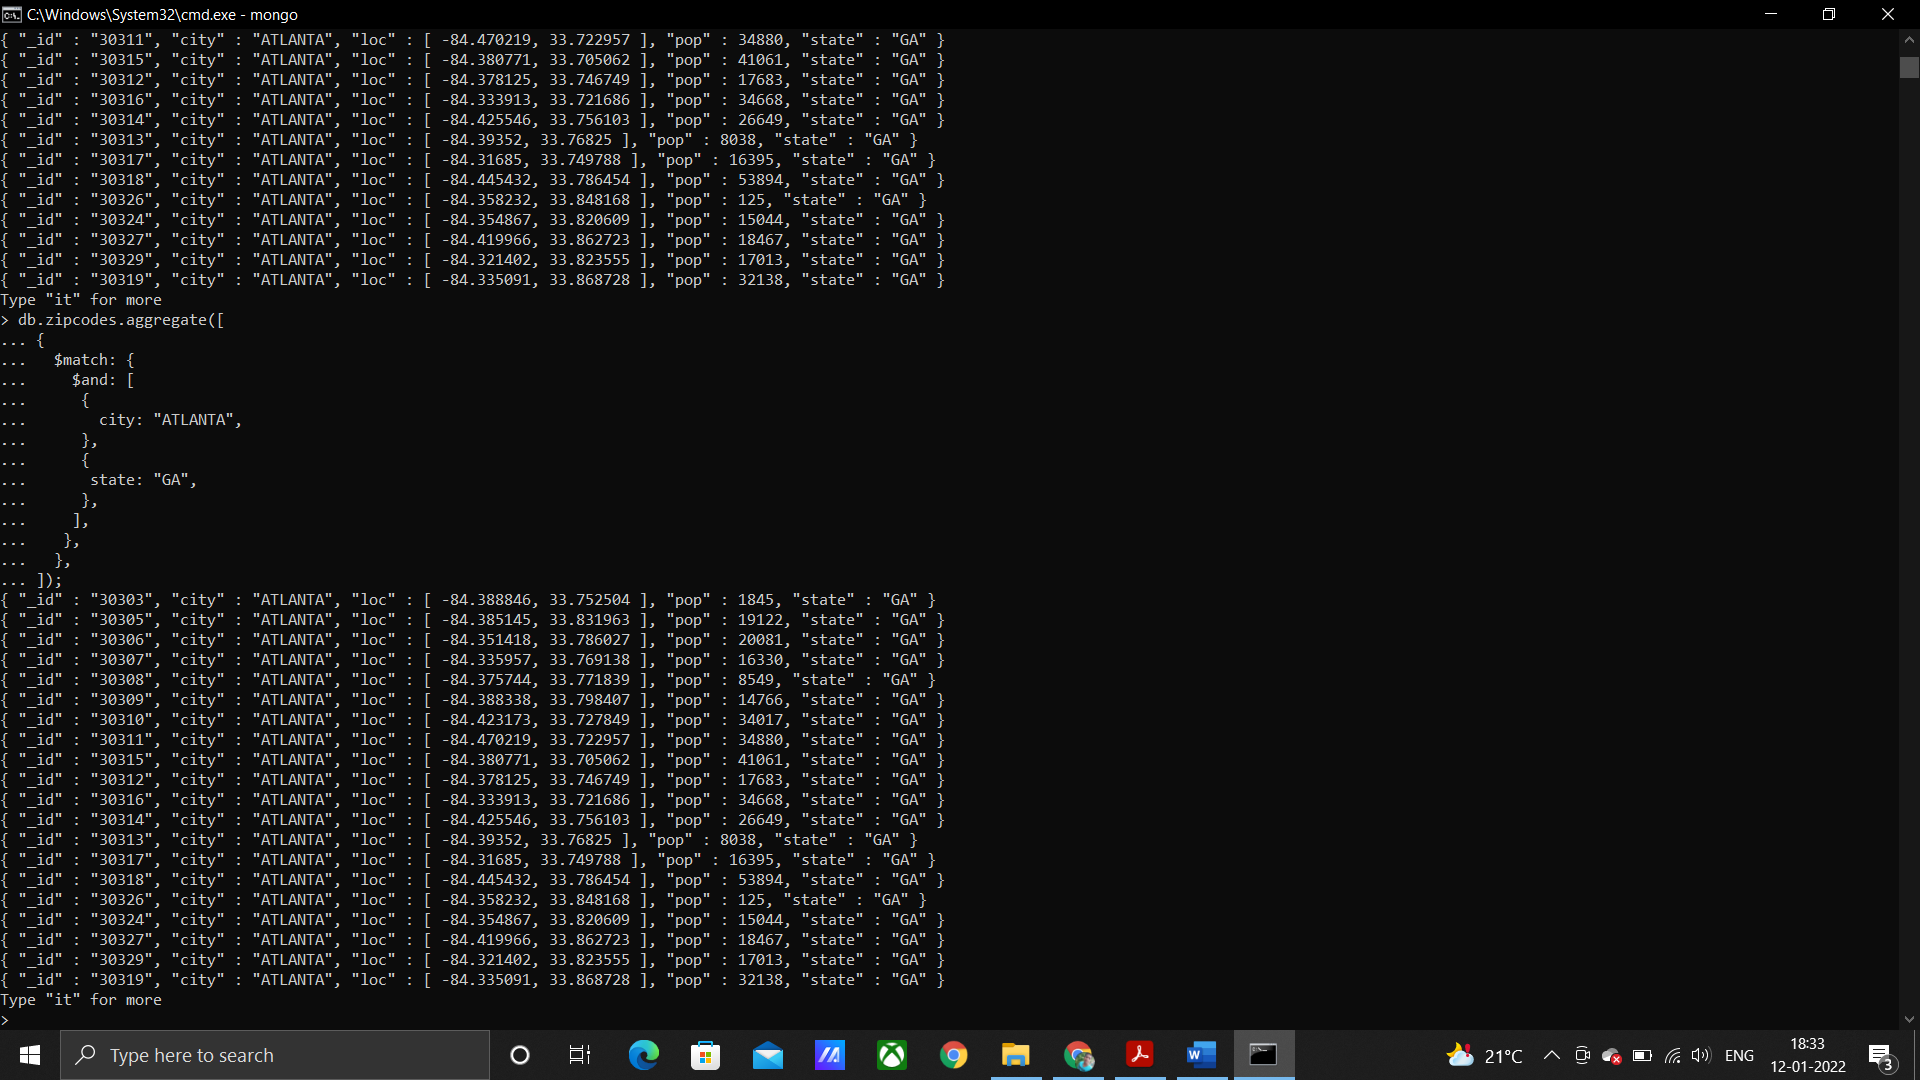 C:\Windows\System32\cmd.exe - mongo
{ "_id" : "30311", "city" : "ATLANTA", "loc" : [ -84.470219, 33.722957 ], "pop" : 34880, "state" : "GA" }
{ "_id" : "30315", "city" : "ATLANTA", "loc" : [ -84.380771, 33.705062 ], "pop" : 41061, "state" : "GA" }
{ "_id" : "30312", "city" : "ATLANTA", "loc" : [ -84.378125, 33.746749 ], "pop" : 17683, "state" : "GA" }
{ "_id" : "30316", "city" : "ATLANTA", "loc" : [ -84.333913, 33.721686 ], "pop" : 34668, "state" : "GA" }
{ "_id" : "30314", "city" : "ATLANTA", "loc" : [ -84.425546, 33.756103 ], "pop" : 26649, "state" : "GA" }
{ "_id" : "30313", "city" : "ATLANTA", "loc" : [ -84.39352, 33.76825 ], "pop" : 8038, "state" : "GA" }
{ "_id" : "30317", "city" : "ATLANTA", "loc" : [ -84.31685, 33.749788 ], "pop" : 16395, "state" : "GA" }
{ "_id" : "30318", "city" : "ATLANTA", "loc" : [ -84.445432, 33.786454 ], "pop" : 53894, "state" : "GA" }
{ "_id" : "30326", "city" : "ATLANTA", "loc" : [ -84.358232, 33.848168 ], "pop" : 125, "state" : "GA" }
{ "_id" : "30324", "city" : "ATLANTA", "loc" : [ -84.354867, 33.820609 ], "pop" : 15044, "state" : "GA" }
{ "_id" : "30327", "city" : "ATLANTA", "loc" : [ -84.419966, 33.862723 ], "pop" : 18467, "state" : "GA" }
{ "_id" : "30329", "city" : "ATLANTA", "loc" : [ -84.321402, 33.823555 ], "pop" : 17013, "state" : "GA" }
{ "_id" : "30319", "city" : "ATLANTA", "loc" : [ -84.335091, 33.868728 ], "pop" : 32138, "state" : "GA" }
Type "it" for more
> db.zipcodes.aggregate([
... {
...   $match: {
...     $and: [
...      {
...        city: "ATLANTA",
...      },
...      {
...       state: "GA",
...      },
...     ],
...    },
...   },
... ]);
{ "_id" : "30303", "city" : "ATLANTA", "loc" : [ -84.388846, 33.752504 ], "pop" : 1845, "state" : "GA" }
{ "_id" : "30305", "city" : "ATLANTA", "loc" : [ -84.385145, 33.831963 ], "pop" : 19122, "state" : "GA" }
{ "_id" : "30306", "city" : "ATLANTA", "loc" : [ -84.351418, 33.786027 ], "pop" : 20081, "state" : "GA" }
{ "_id" : "30307", "city" : "ATLANTA", "loc" : [ -84.335957, 33.769138 ], "pop" : 16330, "state" : "GA" }
{ "_id" : "30308", "city" : "ATLANTA", "loc" : [ -84.375744, 33.771839 ], "pop" : 8549, "state" : "GA" }
{ "_id" : "30309", "city" : "ATLANTA", "loc" : [ -84.388338, 33.798407 ], "pop" : 14766, "state" : "GA" }
{ "_id" : "30310", "city" : "ATLANTA", "loc" : [ -84.423173, 33.727849 ], "pop" : 34017, "state" : "GA" }
{ "_id" : "30311", "city" : "ATLANTA", "loc" : [ -84.470219, 33.722957 ], "pop" : 34880, "state" : "GA" }
{ "_id" : "30315", "city" : "ATLANTA", "loc" : [ -84.380771, 33.705062 ], "pop" : 41061, "state" : "GA" }
{ "_id" : "30312", "city" : "ATLANTA", "loc" : [ -84.378125, 33.746749 ], "pop" : 17683, "state" : "GA" }
{ "_id" : "30316", "city" : "ATLANTA", "loc" : [ -84.333913, 33.721686 ], "pop" : 34668, "state" : "GA" }
{ "_id" : "30314", "city" : "ATLANTA", "loc" : [ -84.425546, 33.756103 ], "pop" : 26649, "state" : "GA" }
{ "_id" : "30313", "city" : "ATLANTA", "loc" : [ -84.39352, 33.76825 ], "pop" : 8038, "state" : "GA" }
{ "_id" : "30317", "city" : "ATLANTA", "loc" : [ -84.31685, 33.749788 ], "pop" : 16395, "state" : "GA" }
{ "_id" : "30318", "city" : "ATLANTA", "loc" : [ -84.445432, 33.786454 ], "pop" : 53894, "state" : "GA" }
{ "_id" : "30326", "city" : "ATLANTA", "loc" : [ -84.358232, 33.848168 ], "pop" : 125, "state" : "GA" }
{ "_id" : "30324", "city" : "ATLANTA", "loc" : [ -84.354867, 33.820609 ], "pop" : 15044, "state" : "GA" }
{ "_id" : "30327", "city" : "ATLANTA", "loc" : [ -84.419966, 33.862723 ], "pop" : 18467, "state" : "GA" }
{ "_id" : "30329", "city" : "ATLANTA", "loc" : [ -84.321402, 33.823555 ], "pop" : 17013, "state" : "GA" }
{ "_id" : "30319", "city" : "ATLANTA", "loc" : [ -84.335091, 33.868728 ], "pop" : 32138, "state" : "GA" }
Type "it" for more
>
Type here to search
21°C
ENG
18:33
12-01-2022
3